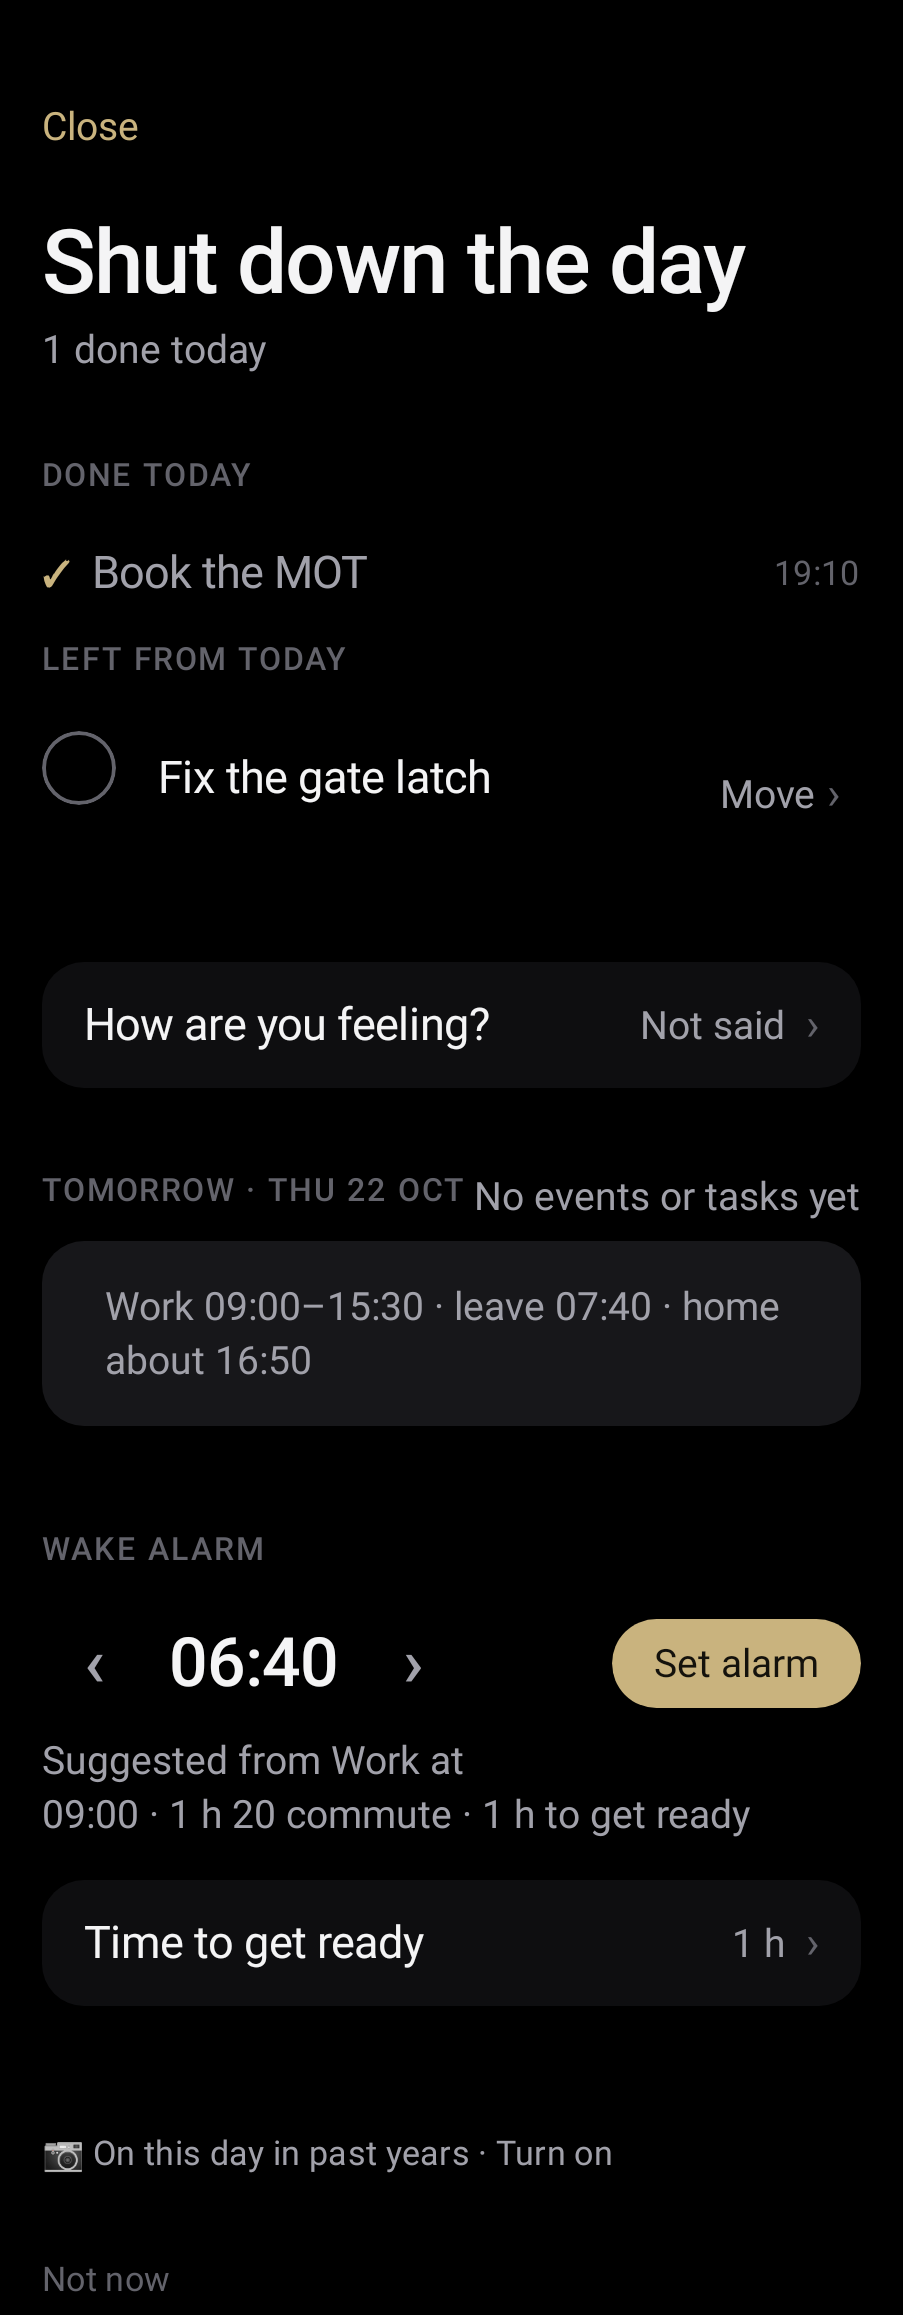 Close
Shut down the day
1 done today
DONE TODAY
✓ Book the MOT 19:10
LEFT FROM TODAY
Fix the gate latch
Move ›
How are you feeling? Not said ›
TOMORROW · THU 22 OCT No events or tasks yet
Work 09:00–15:30 · leave 07:40 · home
about 16:50
WAKE ALARM
‹ 06:40 › Set alarm
Suggested from Work at
09:00 · 1 h 20 commute · 1 h to get ready
Time to get ready 1 h ›
📷 On this day in past years · Turn on
Not now